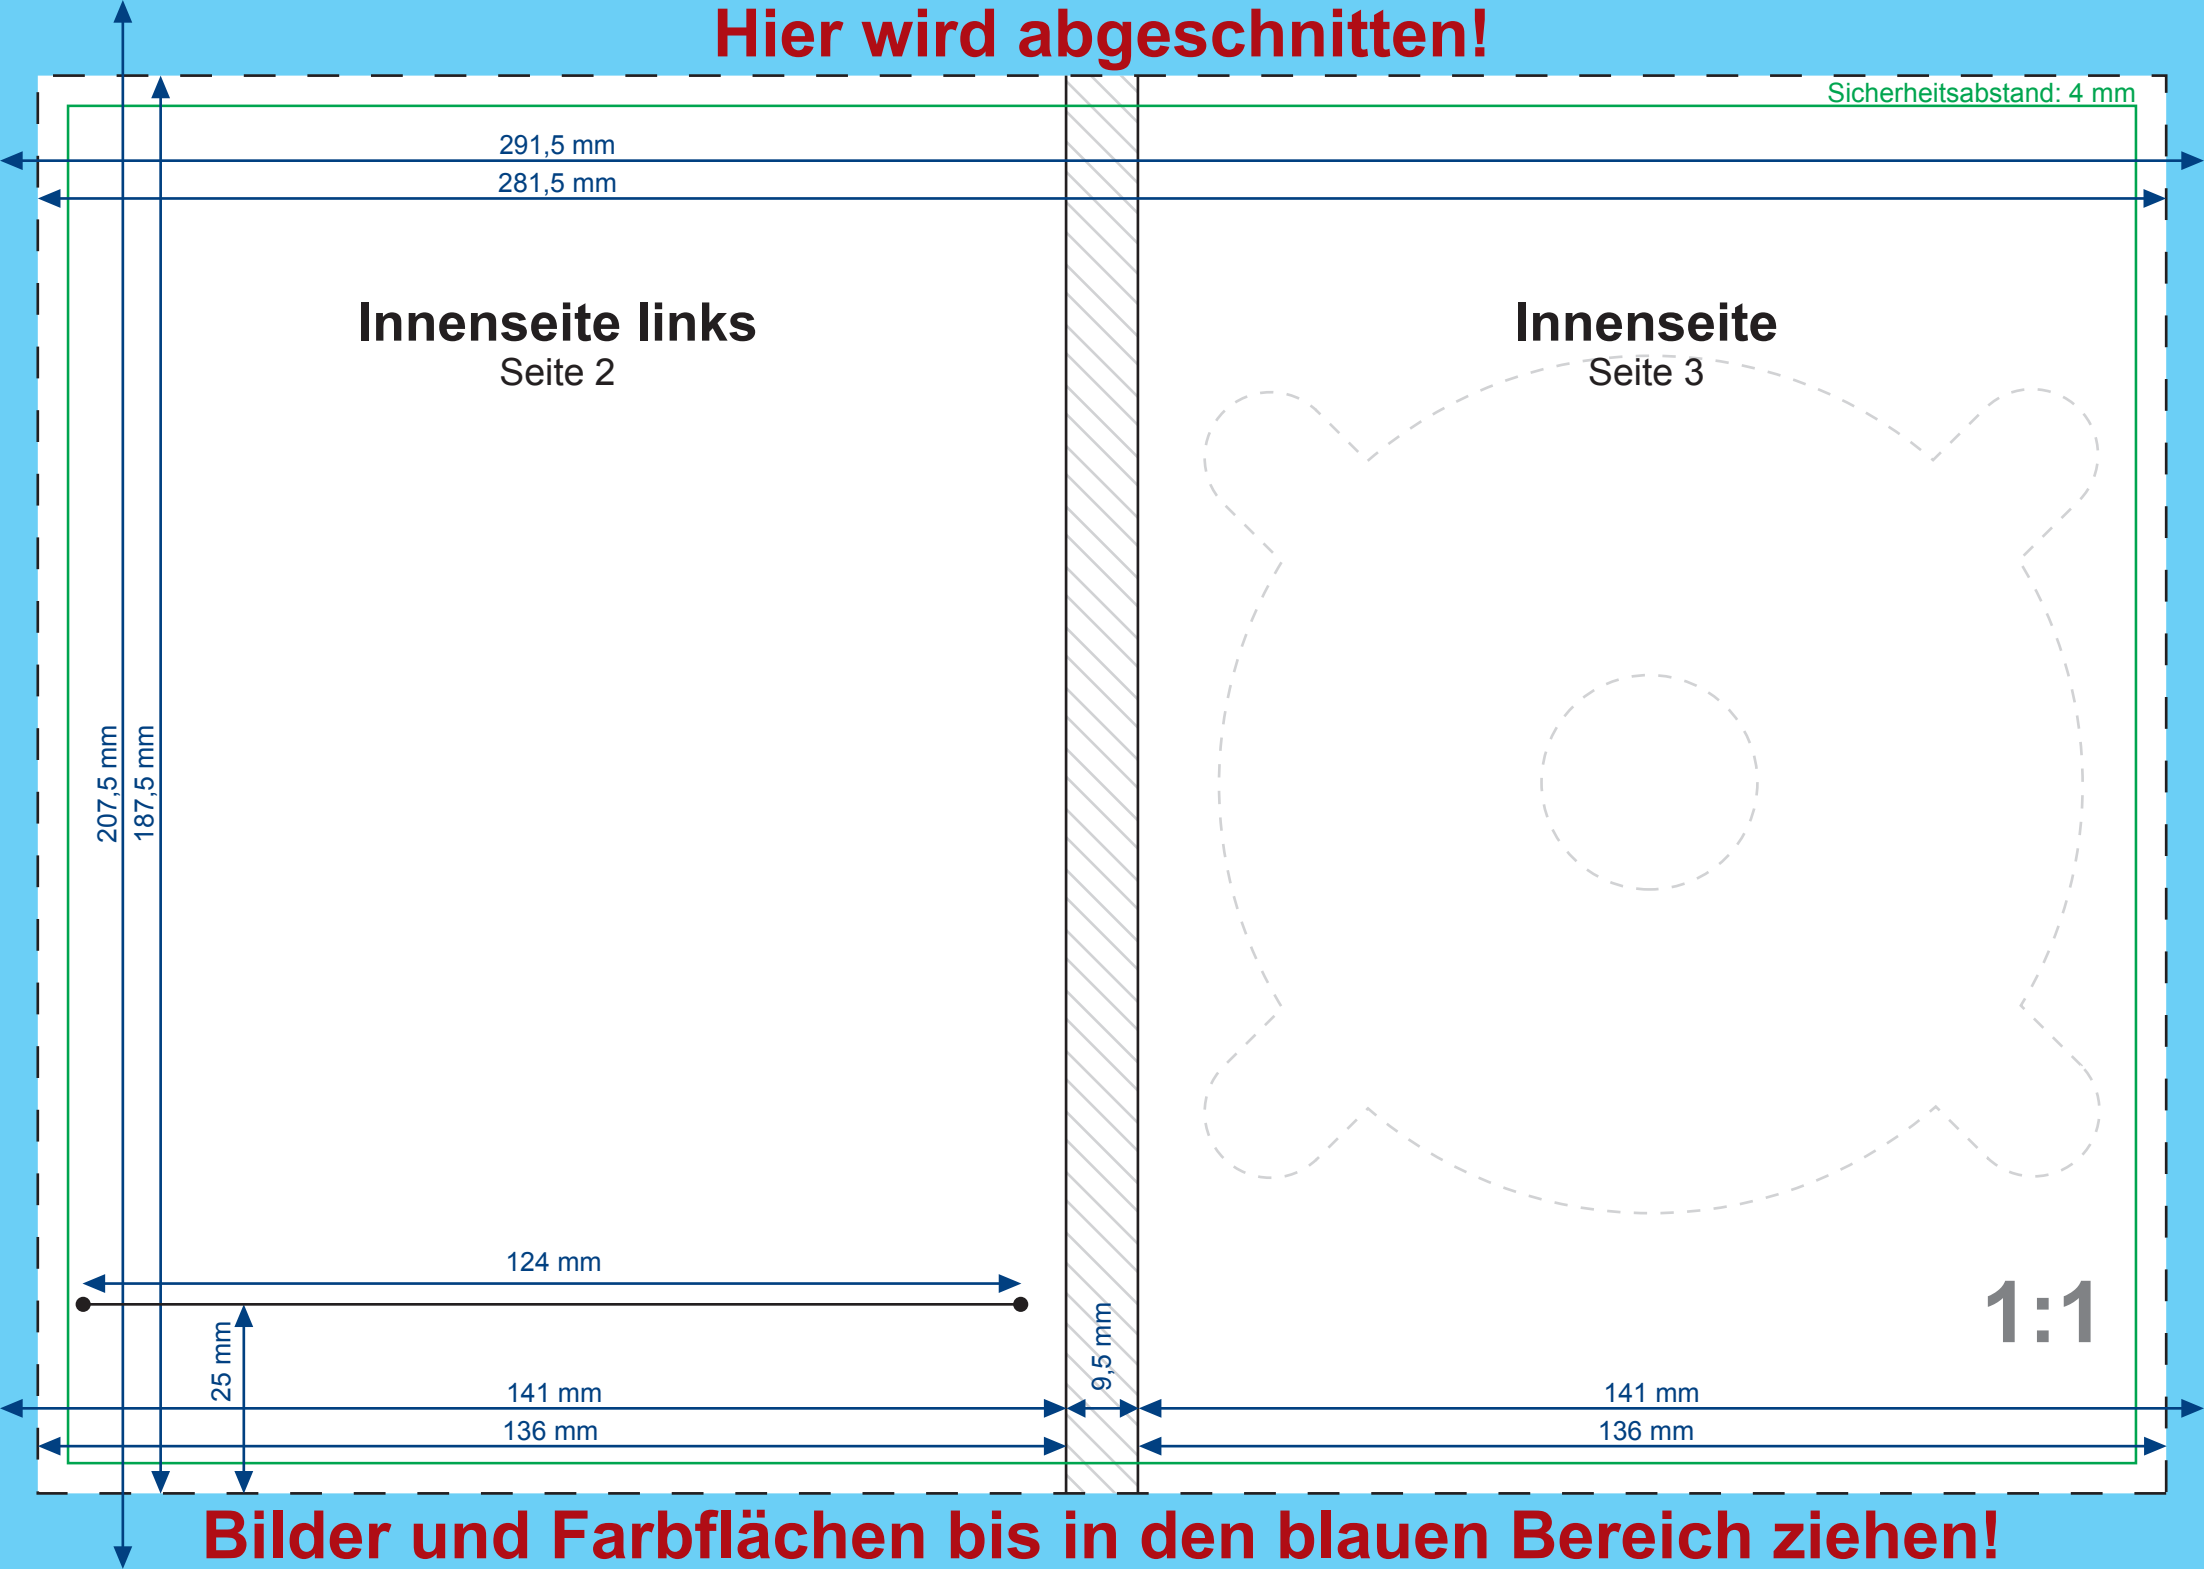 Hier wird abgeschnitten!
Sicherheitsabstand: 4 mm
291,5 mm
281,5 mm
Innenseite links
Seite 2
Innenseite
Seite 3
207,5 mm
187,5 mm
124 mm
25 mm
9,5 mm
1:1
141 mm
136 mm
141 mm
136 mm
Bilder und Farbflächen bis in den blauen Bereich ziehen!